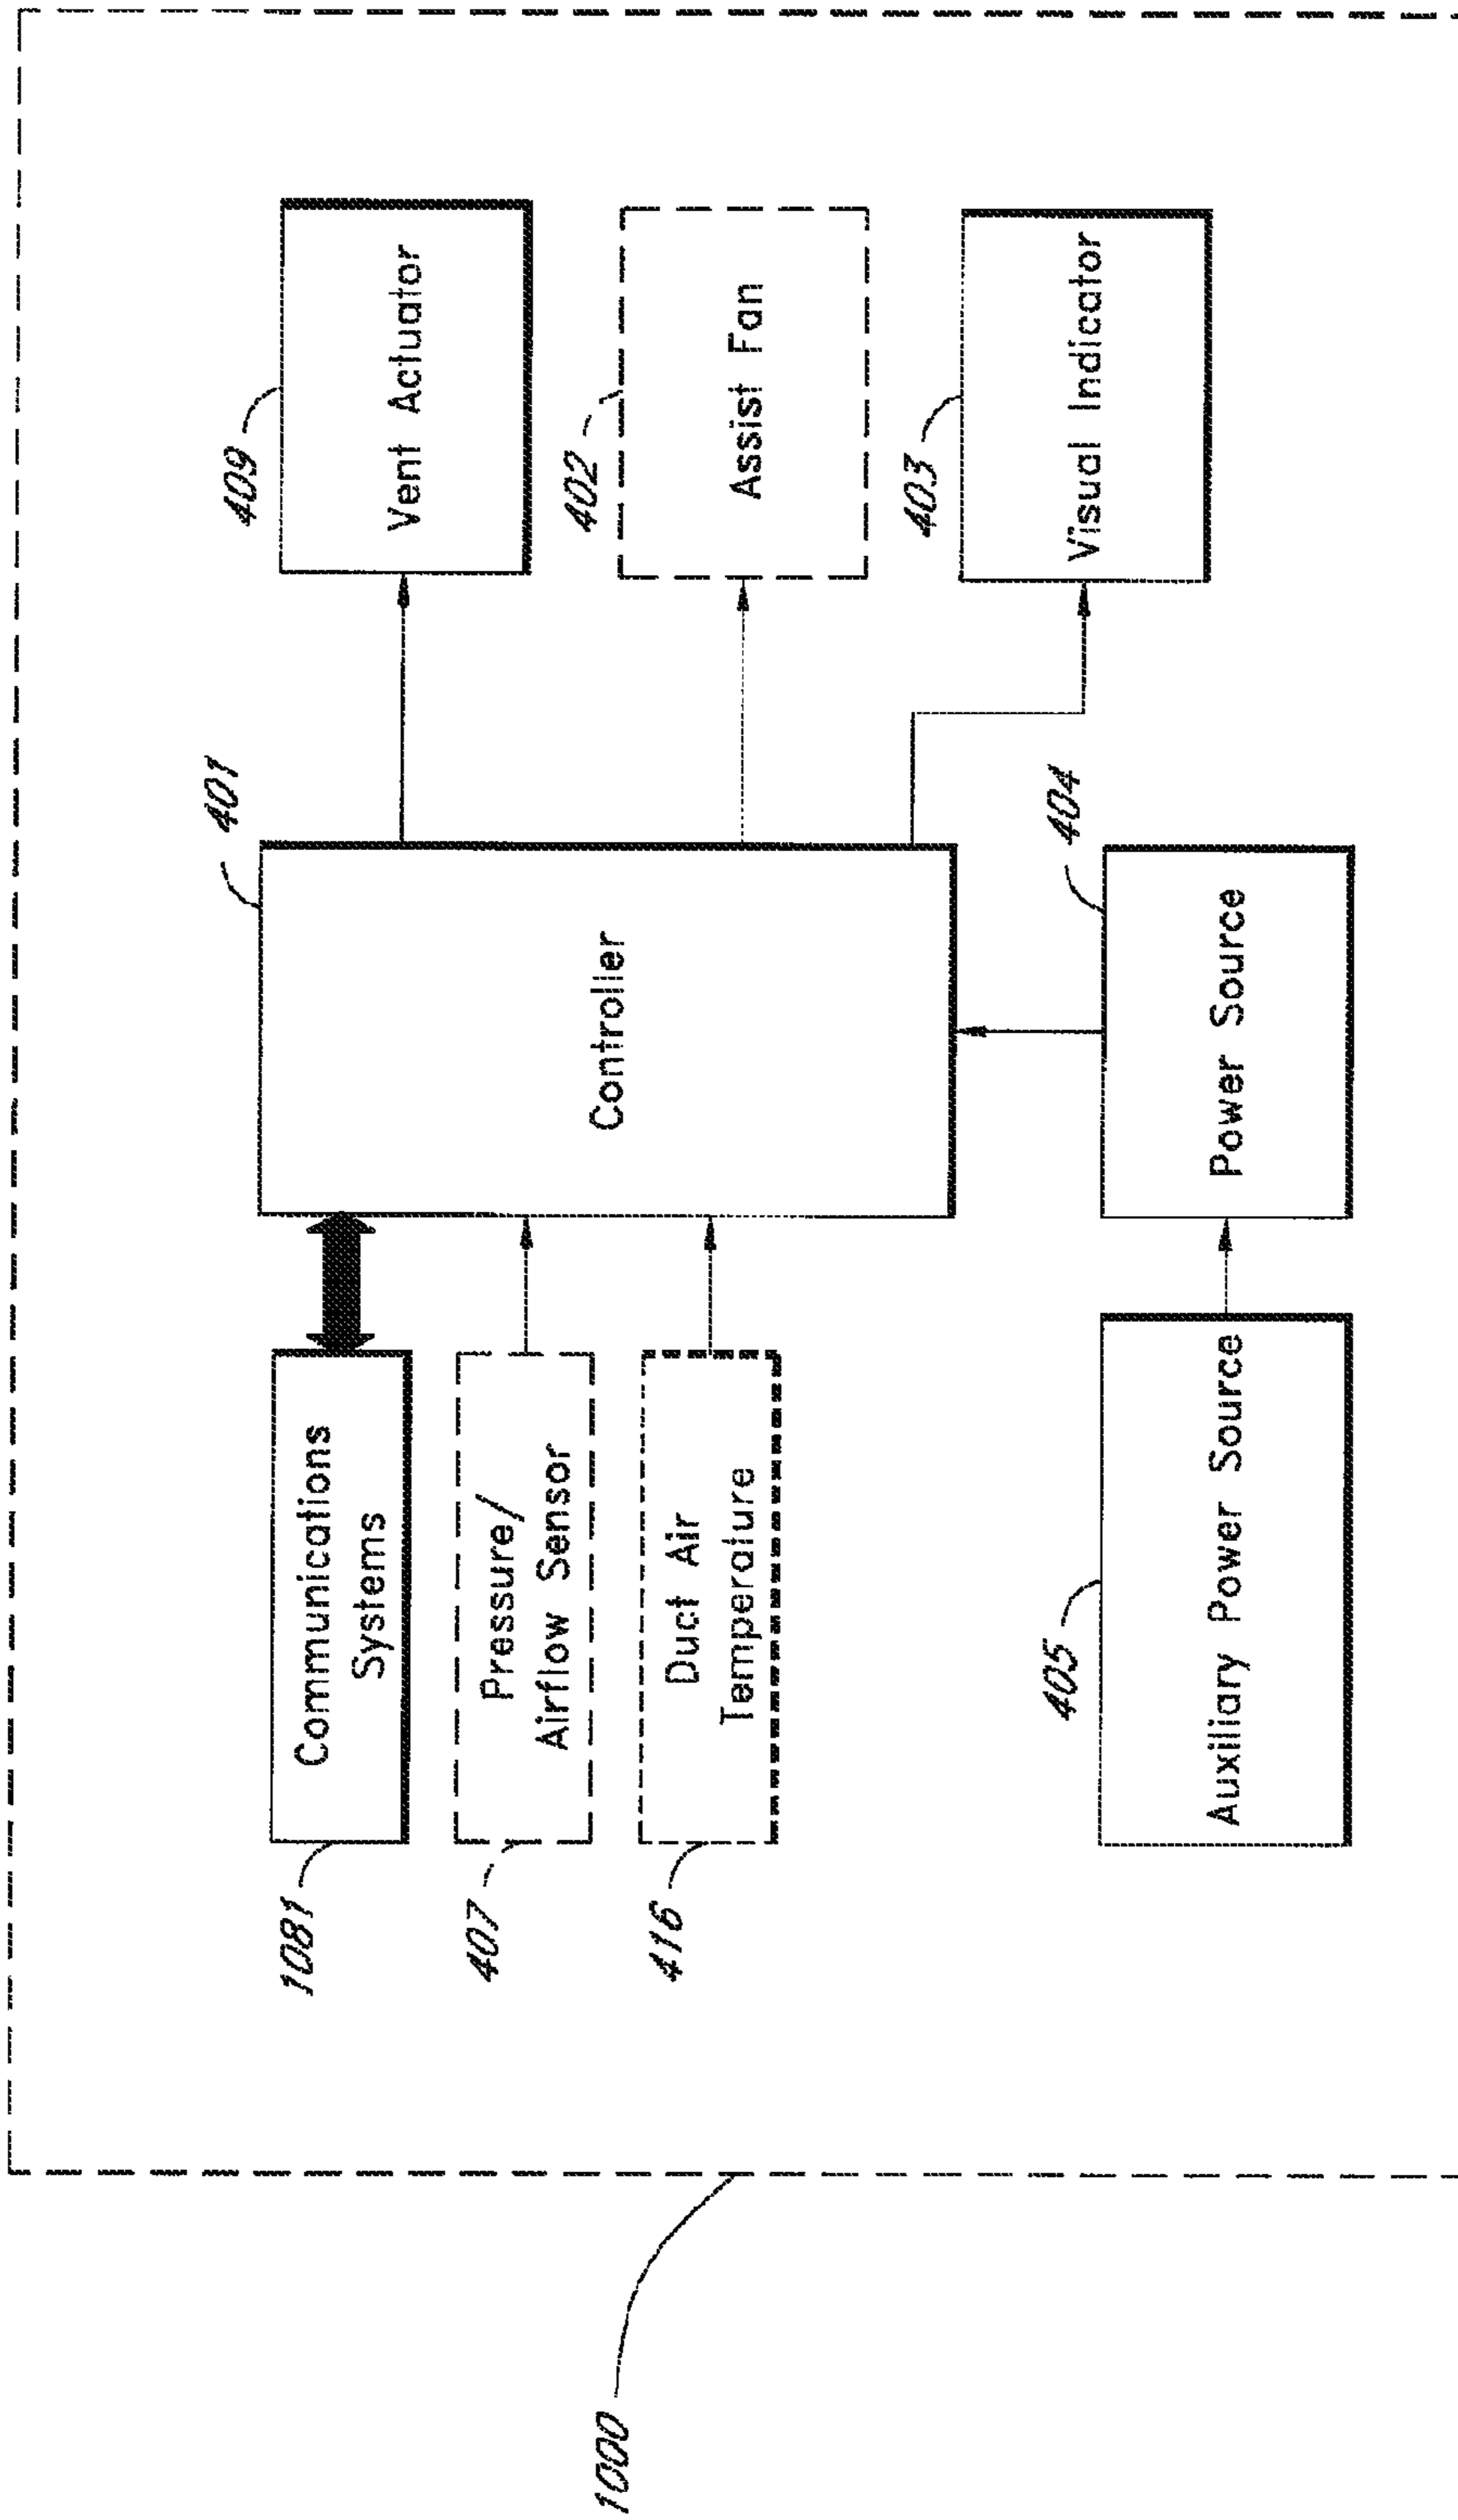 401
409
1081
Communications
Systems
Controller
Vent Actuator
407
Pressure/
Airflow Sensor
402
Assist Fan
416
Duct Air
Temperature
403
Visual Indicator
1000
405
Auxiliary Power Source
404
Power Source